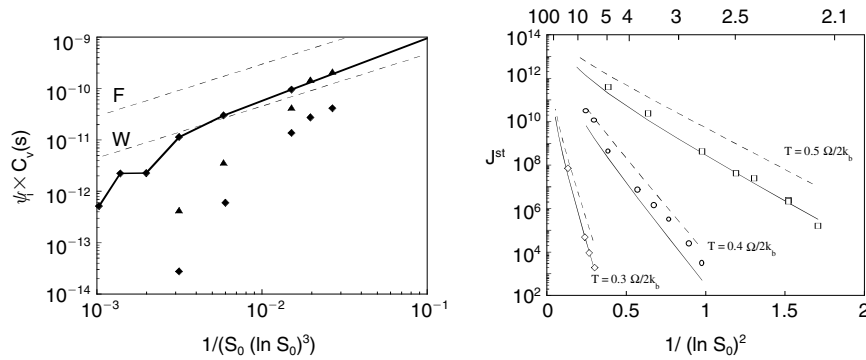 10⁻⁹
10⁻¹⁰
10⁻¹¹
10⁻¹²
10⁻¹³
10⁻¹⁴
ψᵢ × Cᵥ(s)
F
W
10⁻³
10⁻²
10⁻¹
1/(S₀ (ln S₀)³)
100 10 5 4 3 2.5 2.1
10¹⁴
10¹²
10¹⁰
10⁸
10⁶
10⁴
10²
Jˢᵗ
T = 0.5 Ω/2k_b
T = 0.4 Ω/2k_b
T = 0.3 Ω/2k_b
0 0.5 1 1.5 2
1/ (ln S₀)²